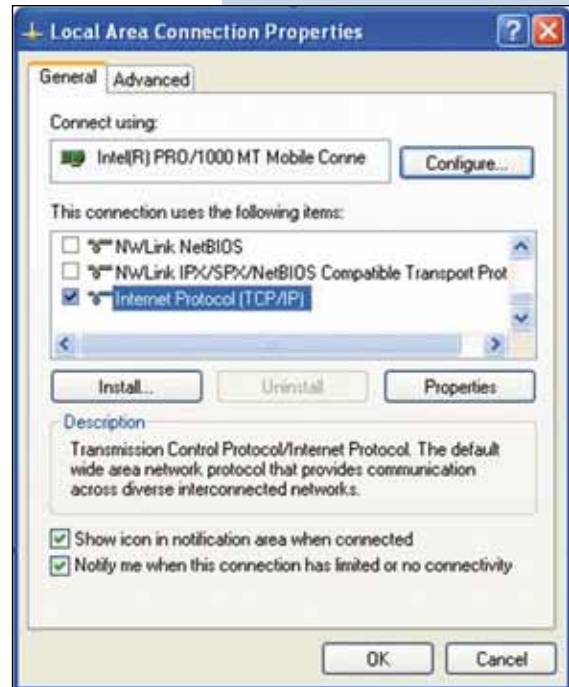 Local Area Connection Properties
General Advanced
Connect using:
Intel(R) PRO/1000 MT Mobile Conne Configure...
This connection uses the following items:
NWLink NetBIOS
NWLink IPX/SPX/NetBIOS Compatible Transport Prot
Internet Protocol (TCP/IP)
Install... Uninstall Properties
Description
Transmission Control Protocol/Internet Protocol. The default
wide area network protocol that provides communication
across diverse interconnected networks.
Show icon in notification area when connected
Notify me when this connection has limited or no connectivity
OK Cancel